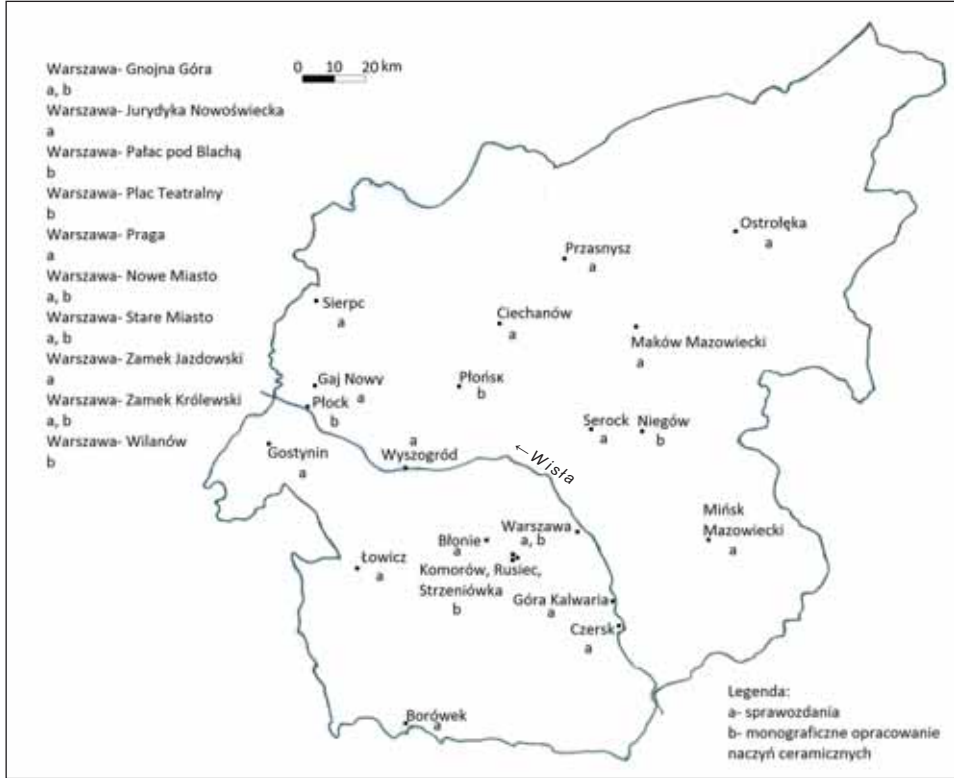 Warszawa- Gnojna Góra
a, b
Warszawa- Jurydyka Nowoświecka
a
Warszawa- Pałac pod Blachą
b
Warszawa- Plac Teatralny
b
Warszawa- Praga
a
Warszawa- Nowe Miasto
a, b
Warszawa- Stare Miasto
a, b
Warszawa- Zamek Jazdowski
a
Warszawa- Zamek Królewski
a, b
Warszawa- Wilanów
b
0 10 20 km
Ostrołęka
a
Przasnysz
a
Sierpc
a
Ciechanów
a
Maków Mazowiecki
a
Gaj Nowy
a
Płońsk
b
Płock
b
Serock
a
Niegów
b
Gostynin
a
a
Wyszogród
←Wisła
Mińsk
Mazowiecki
a
Warszawa
a, b
Błonie
a
Łowicz
a
Komorów, Rusiec,
Strzeniówka
b
Góra Kalwaria
a
Czersk
a
Borówek
a
Legenda:
a- sprawozdania
b- monograficzne opracowanie
naczyń ceramicznych